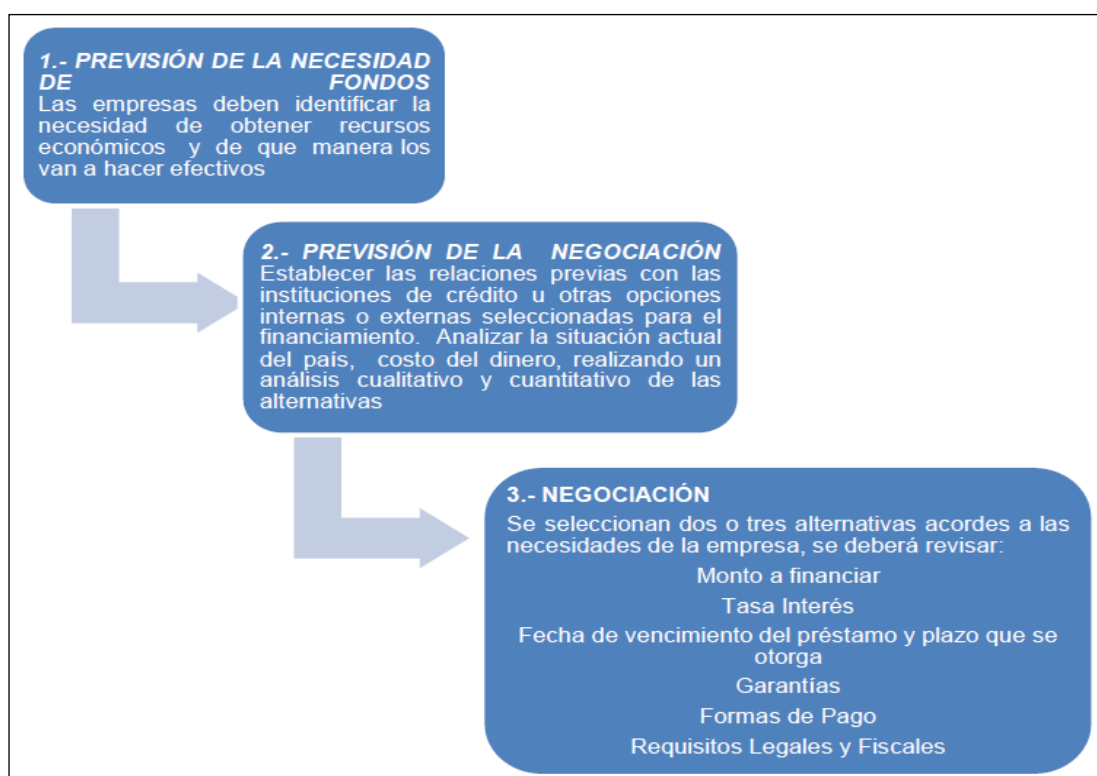 1.- PREVISIÓN DE LA NECESIDAD
DE FONDOS
Las empresas deben identificar la
necesidad de obtener recursos
económicos y de que manera los
van a hacer efectivos
2.- PREVISIÓN DE LA NEGOCIACIÓN
Establecer las relaciones previas con las
instituciones de crédito u otras opciones
internas o externas seleccionadas para el
financiamiento. Analizar la situación actual
del país, costo del dinero, realizando un
análisis cualitativo y cuantitativo de las
alternativas
3.- NEGOCIACIÓN
Se seleccionan dos o tres alternativas acordes a las
necesidades de la empresa, se deberá revisar:
Monto a financiar
Tasa Interés
Fecha de vencimiento del préstamo y plazo que se
otorga
Garantías
Formas de Pago
Requisitos Legales y Fiscales